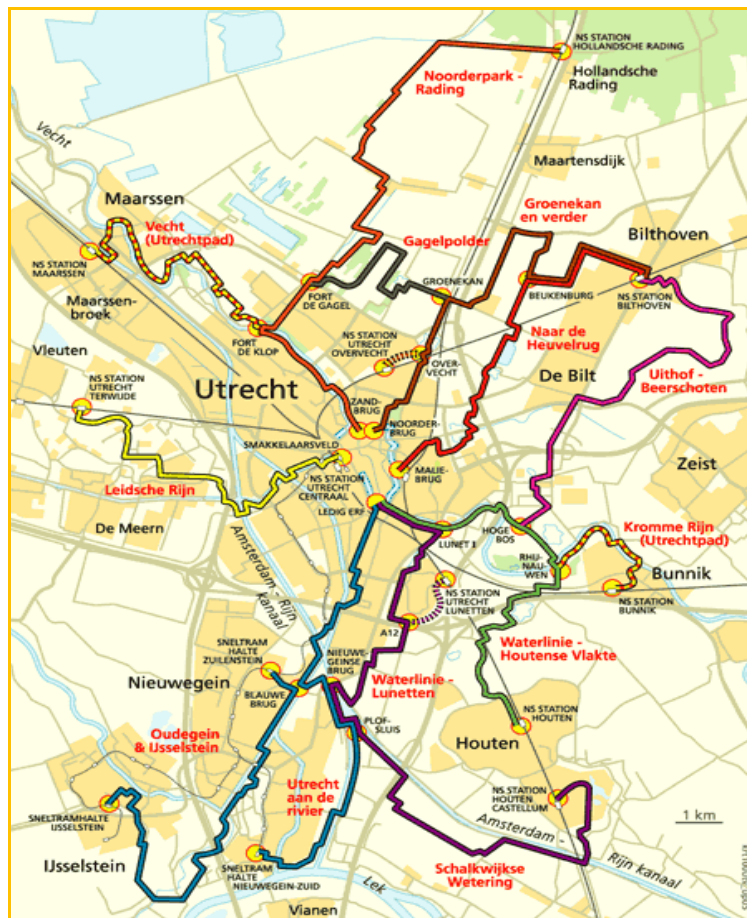 NS STATION
HOLLANDSCHE RADING
Noorderpark -
Rading
Hollandsche
Rading
Vecht
Maartensdijk
Maarssen
Groenekan
en verder
Vecht
(Utrechtpad)
Gagelpolder
Bilthoven
NS STATION
MAARSSEN
FORT
DE GAGEL
GROENEKAN
BEUKENBURG
NS STATION
BILTHOVEN
Maarssen-
broek
FORT
DE KLOP
NS STATION
UTRECHT
OVERVECHT
Naar de
Heuvelrug
Vleuten
OVER-
VECHT
De Bilt
Uithof -
Beerschoten
NS STATION
UTRECHT
TERWIJDE
Utrecht
ZAND-
BRUG
NOORDER-
BRUG
SMAKKELAARSVELD
MALIE-
BRUG
Zeist
NS STATION
UTRECHT
CENTRAAL
Leidsche Rijn
LEDIG ERF
De Meern
LUNET 1
HOGE
BOS
Kromme Rijn
(Utrechtpad)
Amsterdam - Rijn
kanaal
RHIJ-
NAU-
WEN
Bunnik
NS STATION
UTRECHT
LUNETTEN
NS STATION
BUNNIK
A12
SNELTRAM
HALTE
ZUILENSTEIN
NIEUWE-
GEINSE
BRUG
Waterlinie -
Houtense Vlakte
Nieuwegein
BLAUWE
BRUG
Waterlinie -
Lunetten
NS STATION
HOUTEN
PLOF-
SLUIS
Houten
Oudegein
& IJsselstein
Utrecht
aan de
rivier
NS STATION
HOUTEN
CASTELLUM
SNELTRAMHALTE
IJSSELSTEIN
1 km
Amsterdam -
Rijn kanaal
IJsselstein
SNELTRAM
HALTE
NIEUWEGEIN-ZUID
Lek
Schalkwijkse
Wetering
Vianen